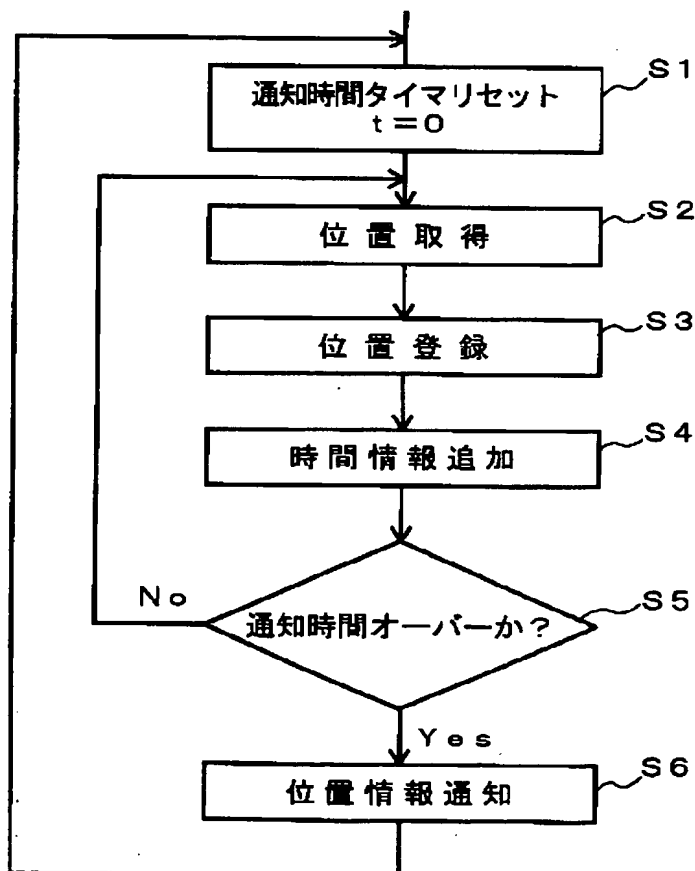 通知時間タイマリセット
t=0
S1
位置取得
S2
位置登録
S3
時間情報追加
S4
通知時間オーバーか?
S5
No
Yes
位置情報通知
S6